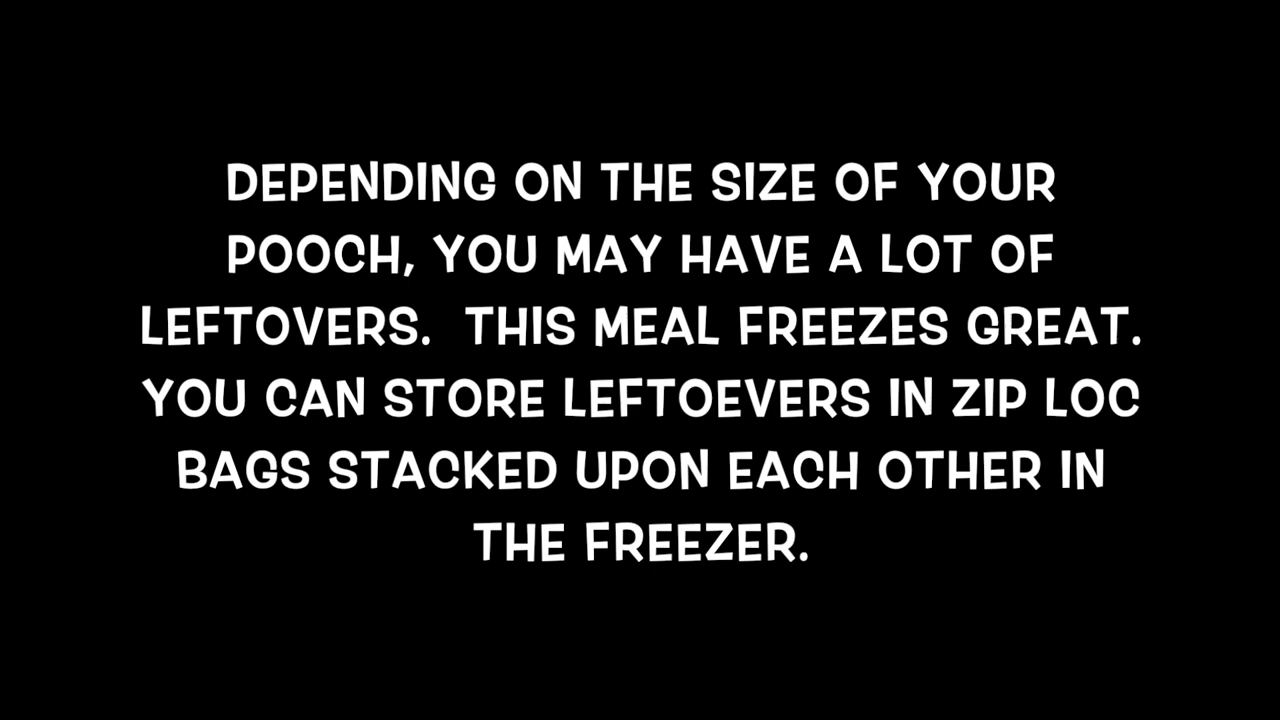 DEPENDING ON THE SIZE OF YOUR
POOCH, YOU MAY HAVE A LOT OF
LEFTOVERS.  THIS MEAL FREEZES GREAT.
YOU CAN STORE LEFTOEVERS IN ZIP LOC
BAGS STACKED UPON EACH OTHER IN
THE FREEZER.